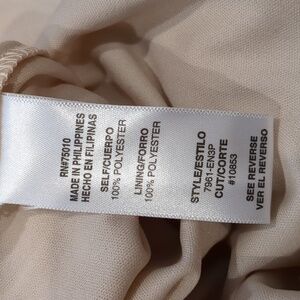 RN#75010
MADE IN PHILIPPINES
HECHO EN FILIPINAS
SELF/CUERPO
100% POLYESTER
LINING/FORRO
100% POLYESTER
STYLE/ESTILO
7961-EN3P
CUT/CORTE
#10853
SEE REVERSE
VER EL REVERSO